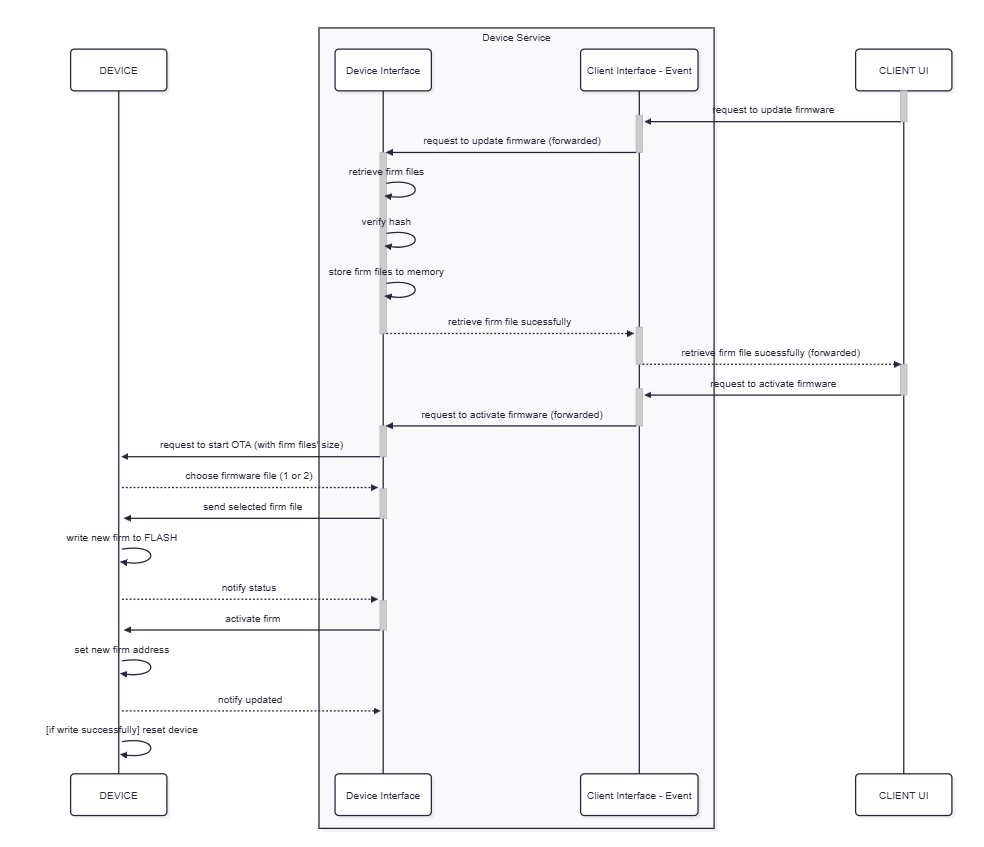 Device Service
DEVICE
Device Interface
Client Interface - Event
CLIENT UI
request to update firmware
request to update firmware (forwarded)
retrieve firm files
verify hash
store firm files to memory
retrieve firm file sucessfully
retrieve firm file sucessfully (forwarded)
request to activate firmware
request to activate firmware (forwarded)
request to start OTA (with firm files' size)
choose firmware file (1 or 2)
send selected firm file
write new firm to FLASH
notify status
activate firm
set new firm address
notify updated
[if write successfully] reset device
DEVICE
Device Interface
Client Interface - Event
CLIENT UI